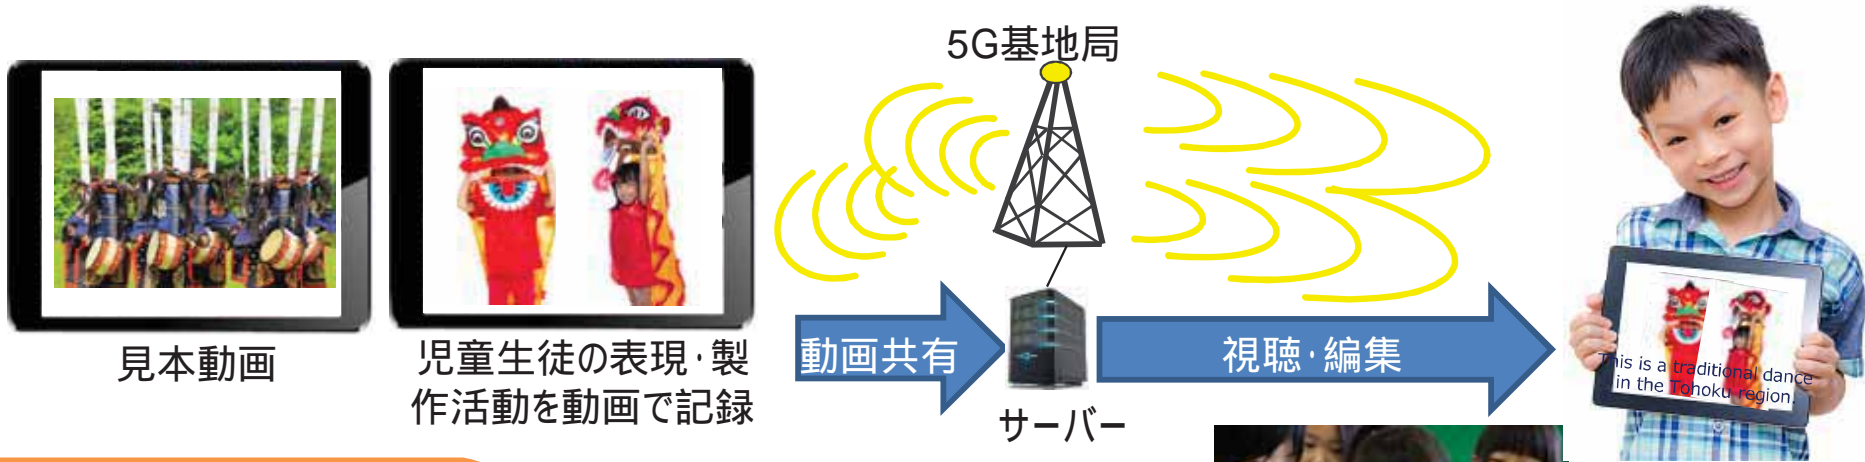 5G基地局
見本動画
児童生徒の表現・製
作活動を動画で記録
動画共有
サーバー
視聴・編集
This is a traditional dance
in the Tohoku region.